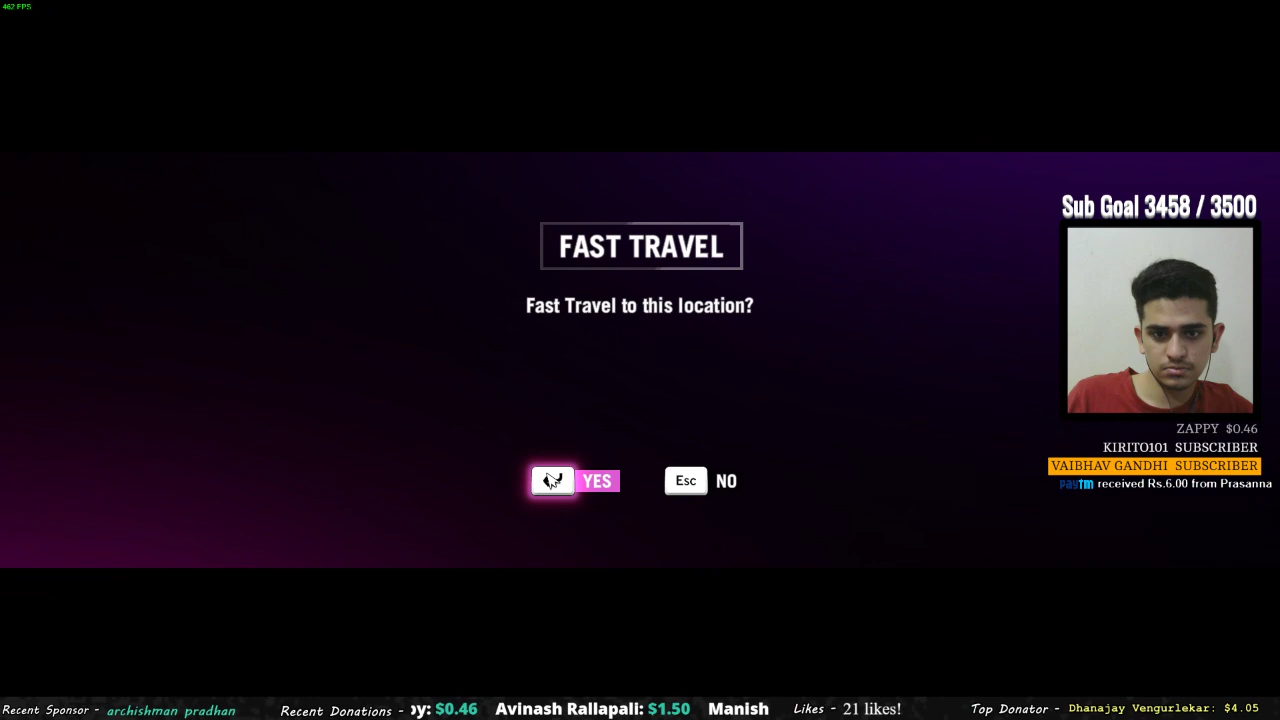 462 FPS
Sub Goal 3458 / 3500
FAST TRAVEL
Fast Travel to this location?
ZAPPY $0.46
KIRITO101 SUBSCRIBER
VAIBHAV GANDHI SUBSCRIBER
paytm received Rs.6.00 from Prasanna
YES Esc NO
Recent Sponsor - archishman pradhan Recent Donations - py: $0.46 Avinash Rallapali: $1.50 Manish Likes - 21 likes! Top Donator - Dhanajay Vengurlekar: $4.05